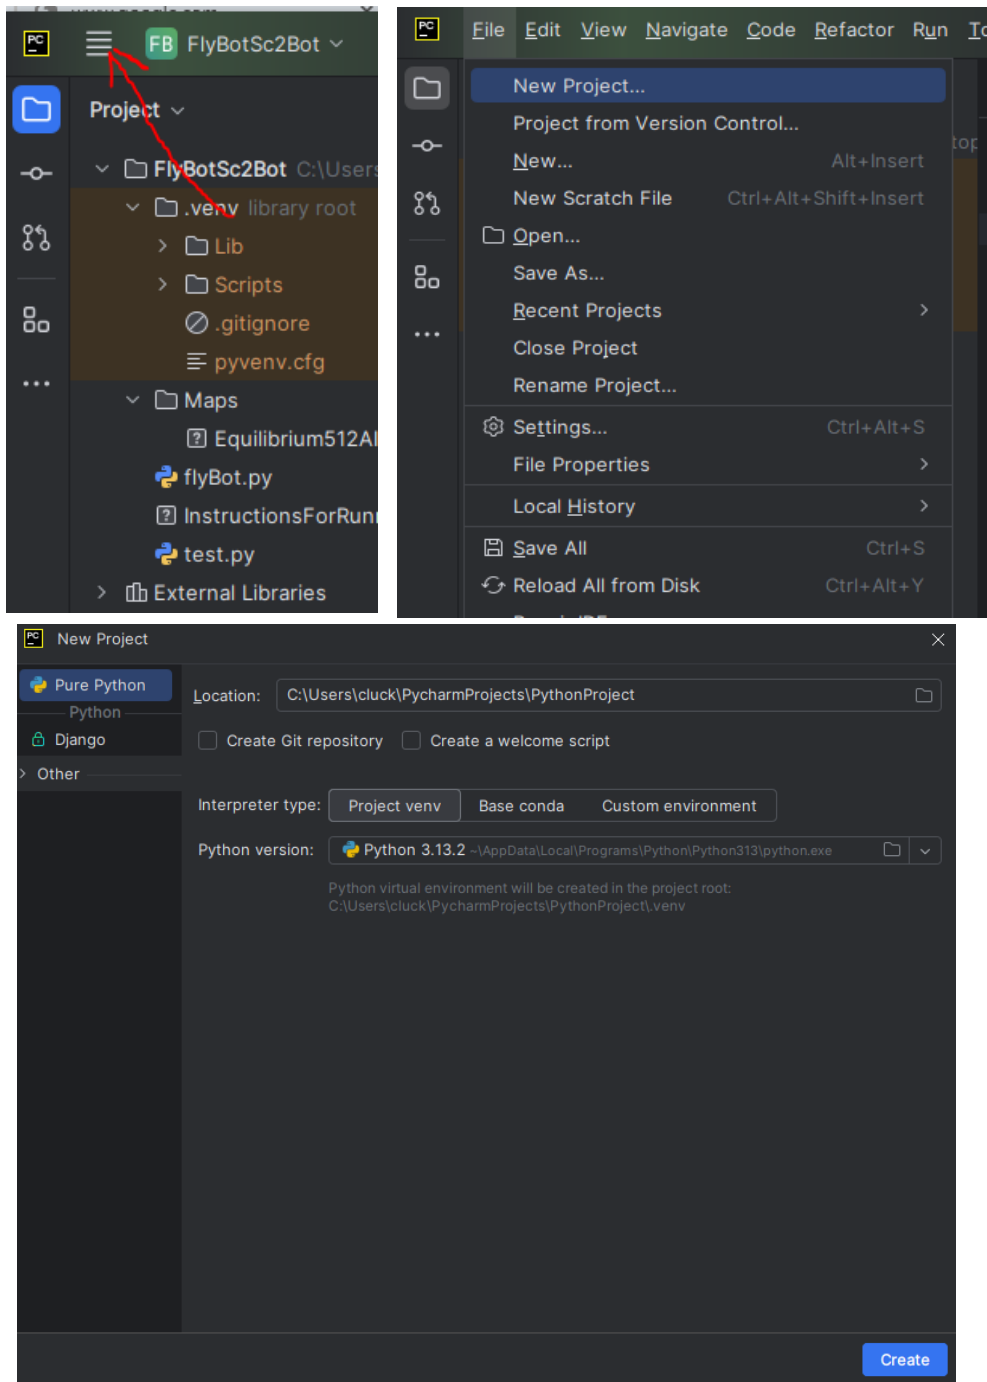 PC
FB FlyBotSc2Bot
Project
FlyBotSc2Bot C:\Users
.venv library root
Lib
Scripts
.gitignore
pyvenv.cfg
Maps
Equilibrium512AI
flyBot.py
InstructionsForRun
test.py
External Libraries
PC
File Edit View Navigate Code Refactor Run
New Project...
Project from Version Control...
New... Alt+Insert
New Scratch File Ctrl+Alt+Shift+Insert
Open...
Save As...
Recent Projects
Close Project
Rename Project...
Settings... Ctrl+Alt+S
File Properties
Local History
Save All Ctrl+S
Reload All from Disk Ctrl+Alt+Y
PC New Project
Pure Python
Python
Django
Other
Location: C:\Users\cluck\PycharmProjects\PythonProject
Create Git repository Create a welcome script
Interpreter type: Project venv Base conda Custom environment
Python version: Python 3.13.2 ~\AppData\Local\Programs\Python\Python313\python.exe
Python virtual environment will be created in the project root:
C:\Users\cluck\PycharmProjects\PythonProject\.venv
Create